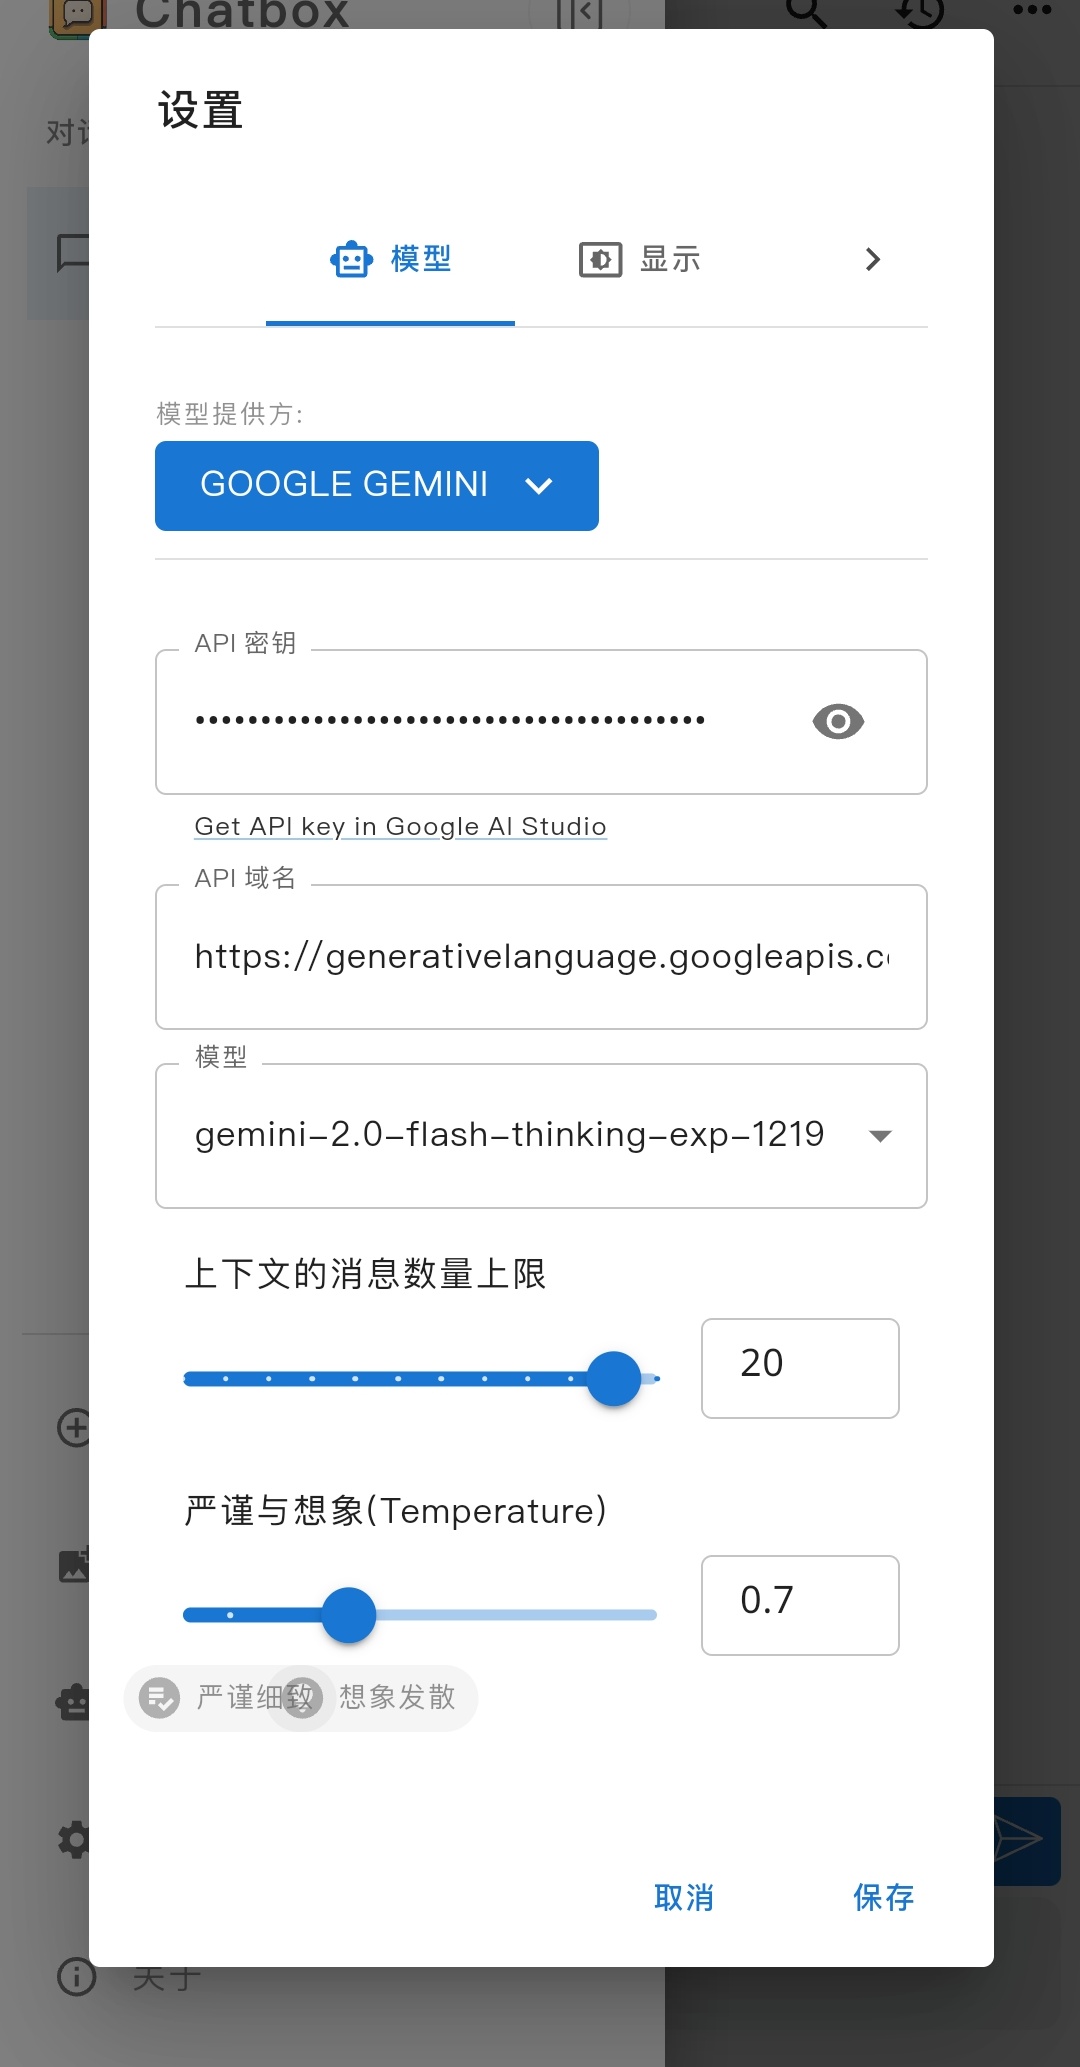 Chatbox
设置
对
模型
显示
模型提供方:
GOOGLE GEMINI
API 密钥
••••••••••••••••••••••••••••••••••••••
Get API key in Google AI Studio
API 域名
https://generativelanguage.googleapis.c
模型
gemini-2.0-flash-thinking-exp-1219
上下文的消息数量上限
20
严谨与想象(Temperature)
0.7
严谨细致
想象发散
取消
保存
关于